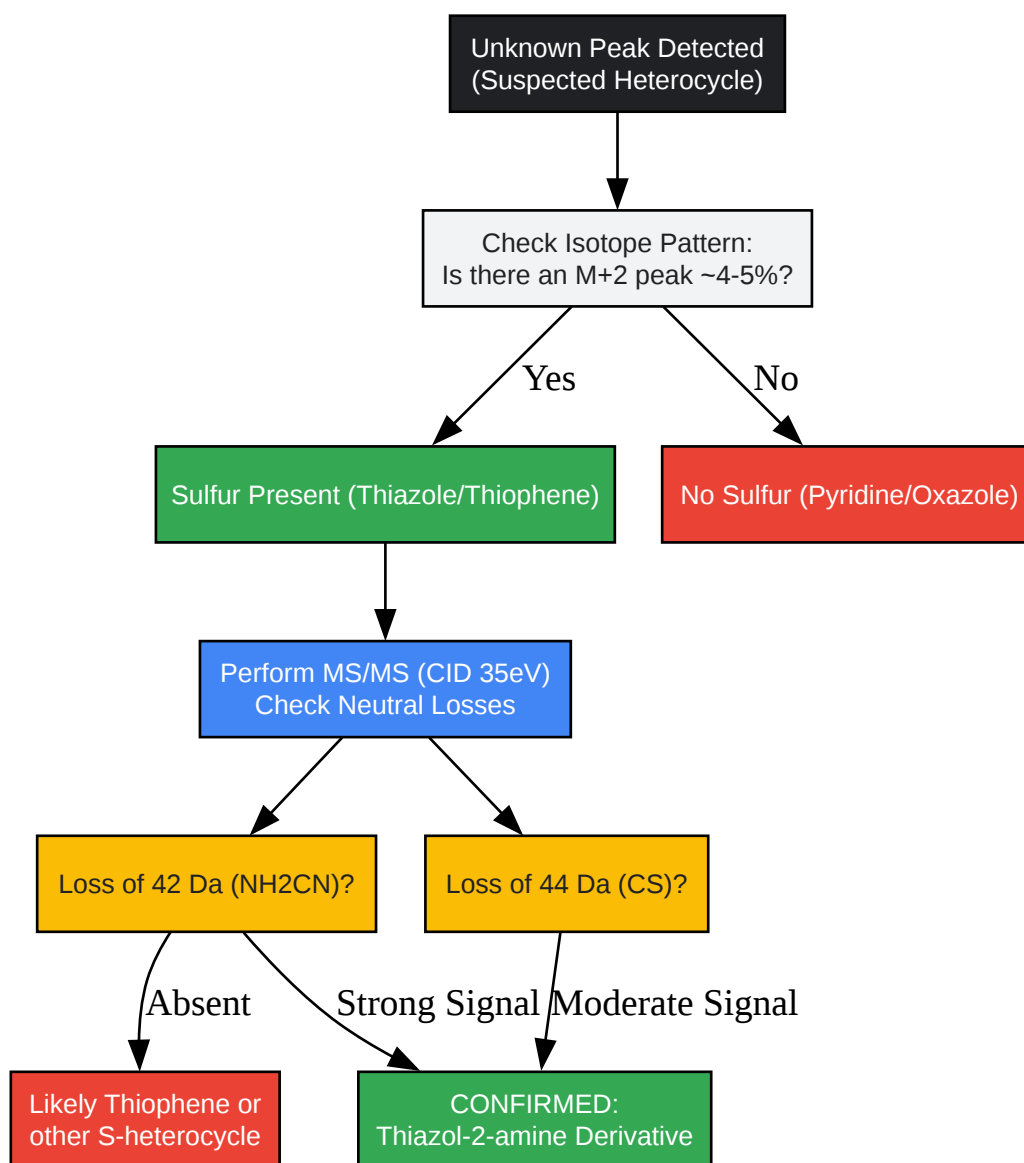 Unknown Peak Detected
(Suspected Heterocycle)
Check Isotope Pattern:
Is there an M+2 peak ~4-5%?
Yes
No
Sulfur Present (Thiazole/Thiophene)
No Sulfur (Pyridine/Oxazole)
Perform MS/MS (CID 35eV)
Check Neutral Losses
Loss of 42 Da (NH2CN)?
Loss of 44 Da (CS)?
Absent
Strong Signal
Moderate Signal
Likely Thiophene or
other S-heterocycle
CONFIRMED:
Thiazol-2-amine Derivative